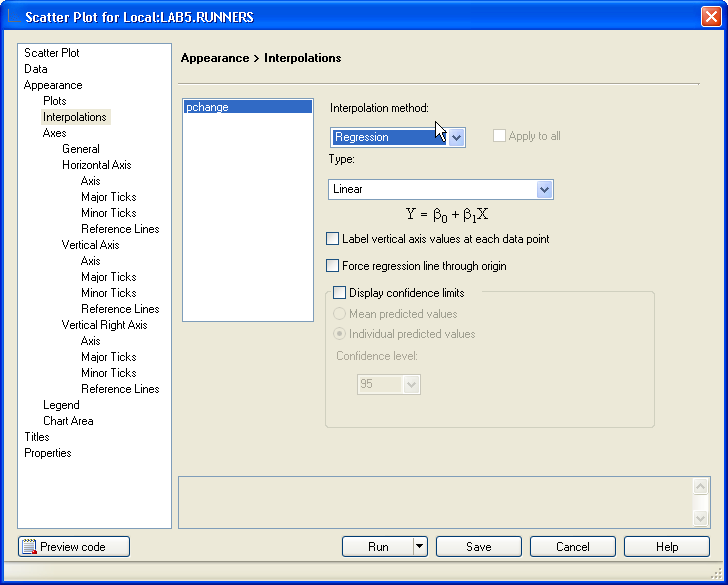 Scatter Plot for Local:LAB5.RUNNERS
Scatter Plot
Data
Appearance
Plots
Interpolations
Axes
General
Horizontal Axis
Axis
Major Ticks
Minor Ticks
Reference Lines
Vertical Axis
Axis
Major Ticks
Minor Ticks
Reference Lines
Vertical Right Axis
Axis
Major Ticks
Minor Ticks
Reference Lines
Legend
Chart Area
Titles
Properties
Appearance > Interpolations
pchange
Interpolation method:
Regression
Apply to all
Type:
Linear
Y = β₀ + β₁X
Label vertical axis values at each data point
Force regression line through origin
Display confidence limits
Mean predicted values
Individual predicted values
Confidence level:
95
Preview code
Run
Save
Cancel
Help